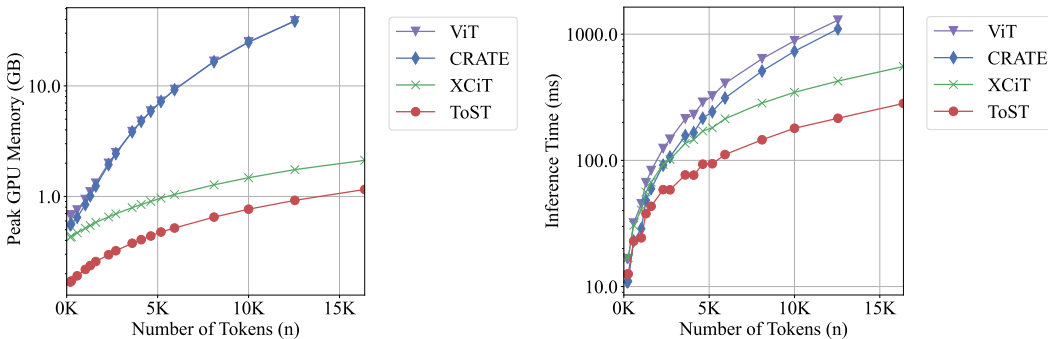 Peak GPU Memory (GB)
10.0
1.0
0K
5K
10K
15K
Number of Tokens (n)
ViT
CRATE
XCiT
ToST
Inference Time (ms)
1000.0
100.0
10.0
0K
5K
10K
15K
Number of Tokens (n)
ViT
CRATE
XCiT
ToST